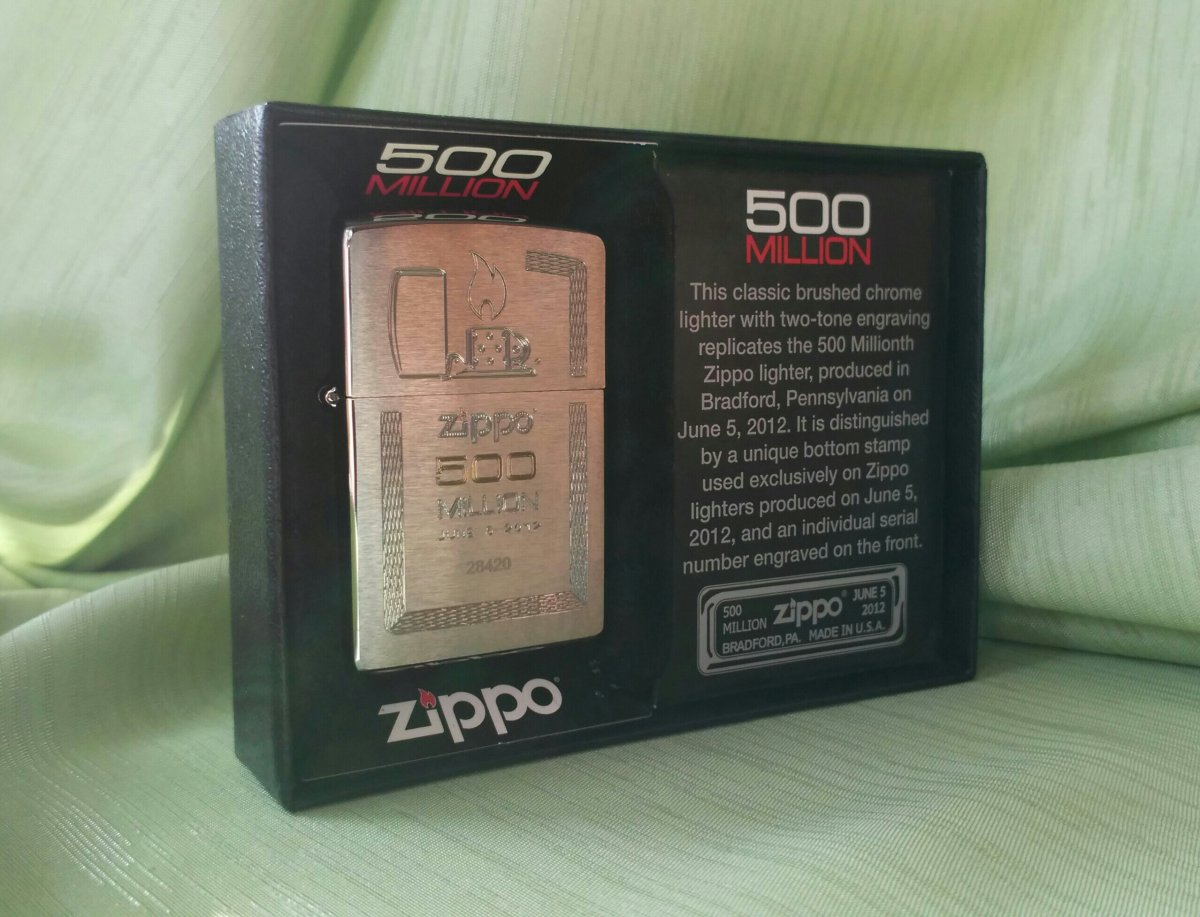 500
MILLION
zippo
500
MILLION
JUNE 5 2012
28420
zippo
500
MILLION
This classic brushed chrome
lighter with two-tone engraving
replicates the 500 Millionth
Zippo lighter, produced in
Bradford, Pennsylvania on
June 5, 2012. It is distinguished
by a unique bottom stamp
used exclusively on Zippo
lighters produced on June 5,
2012, and an individual serial
number engraved on the front.
500 MILLION zippo® JUNE 5 2012
BRADFORD,PA. MADE IN U.S.A.